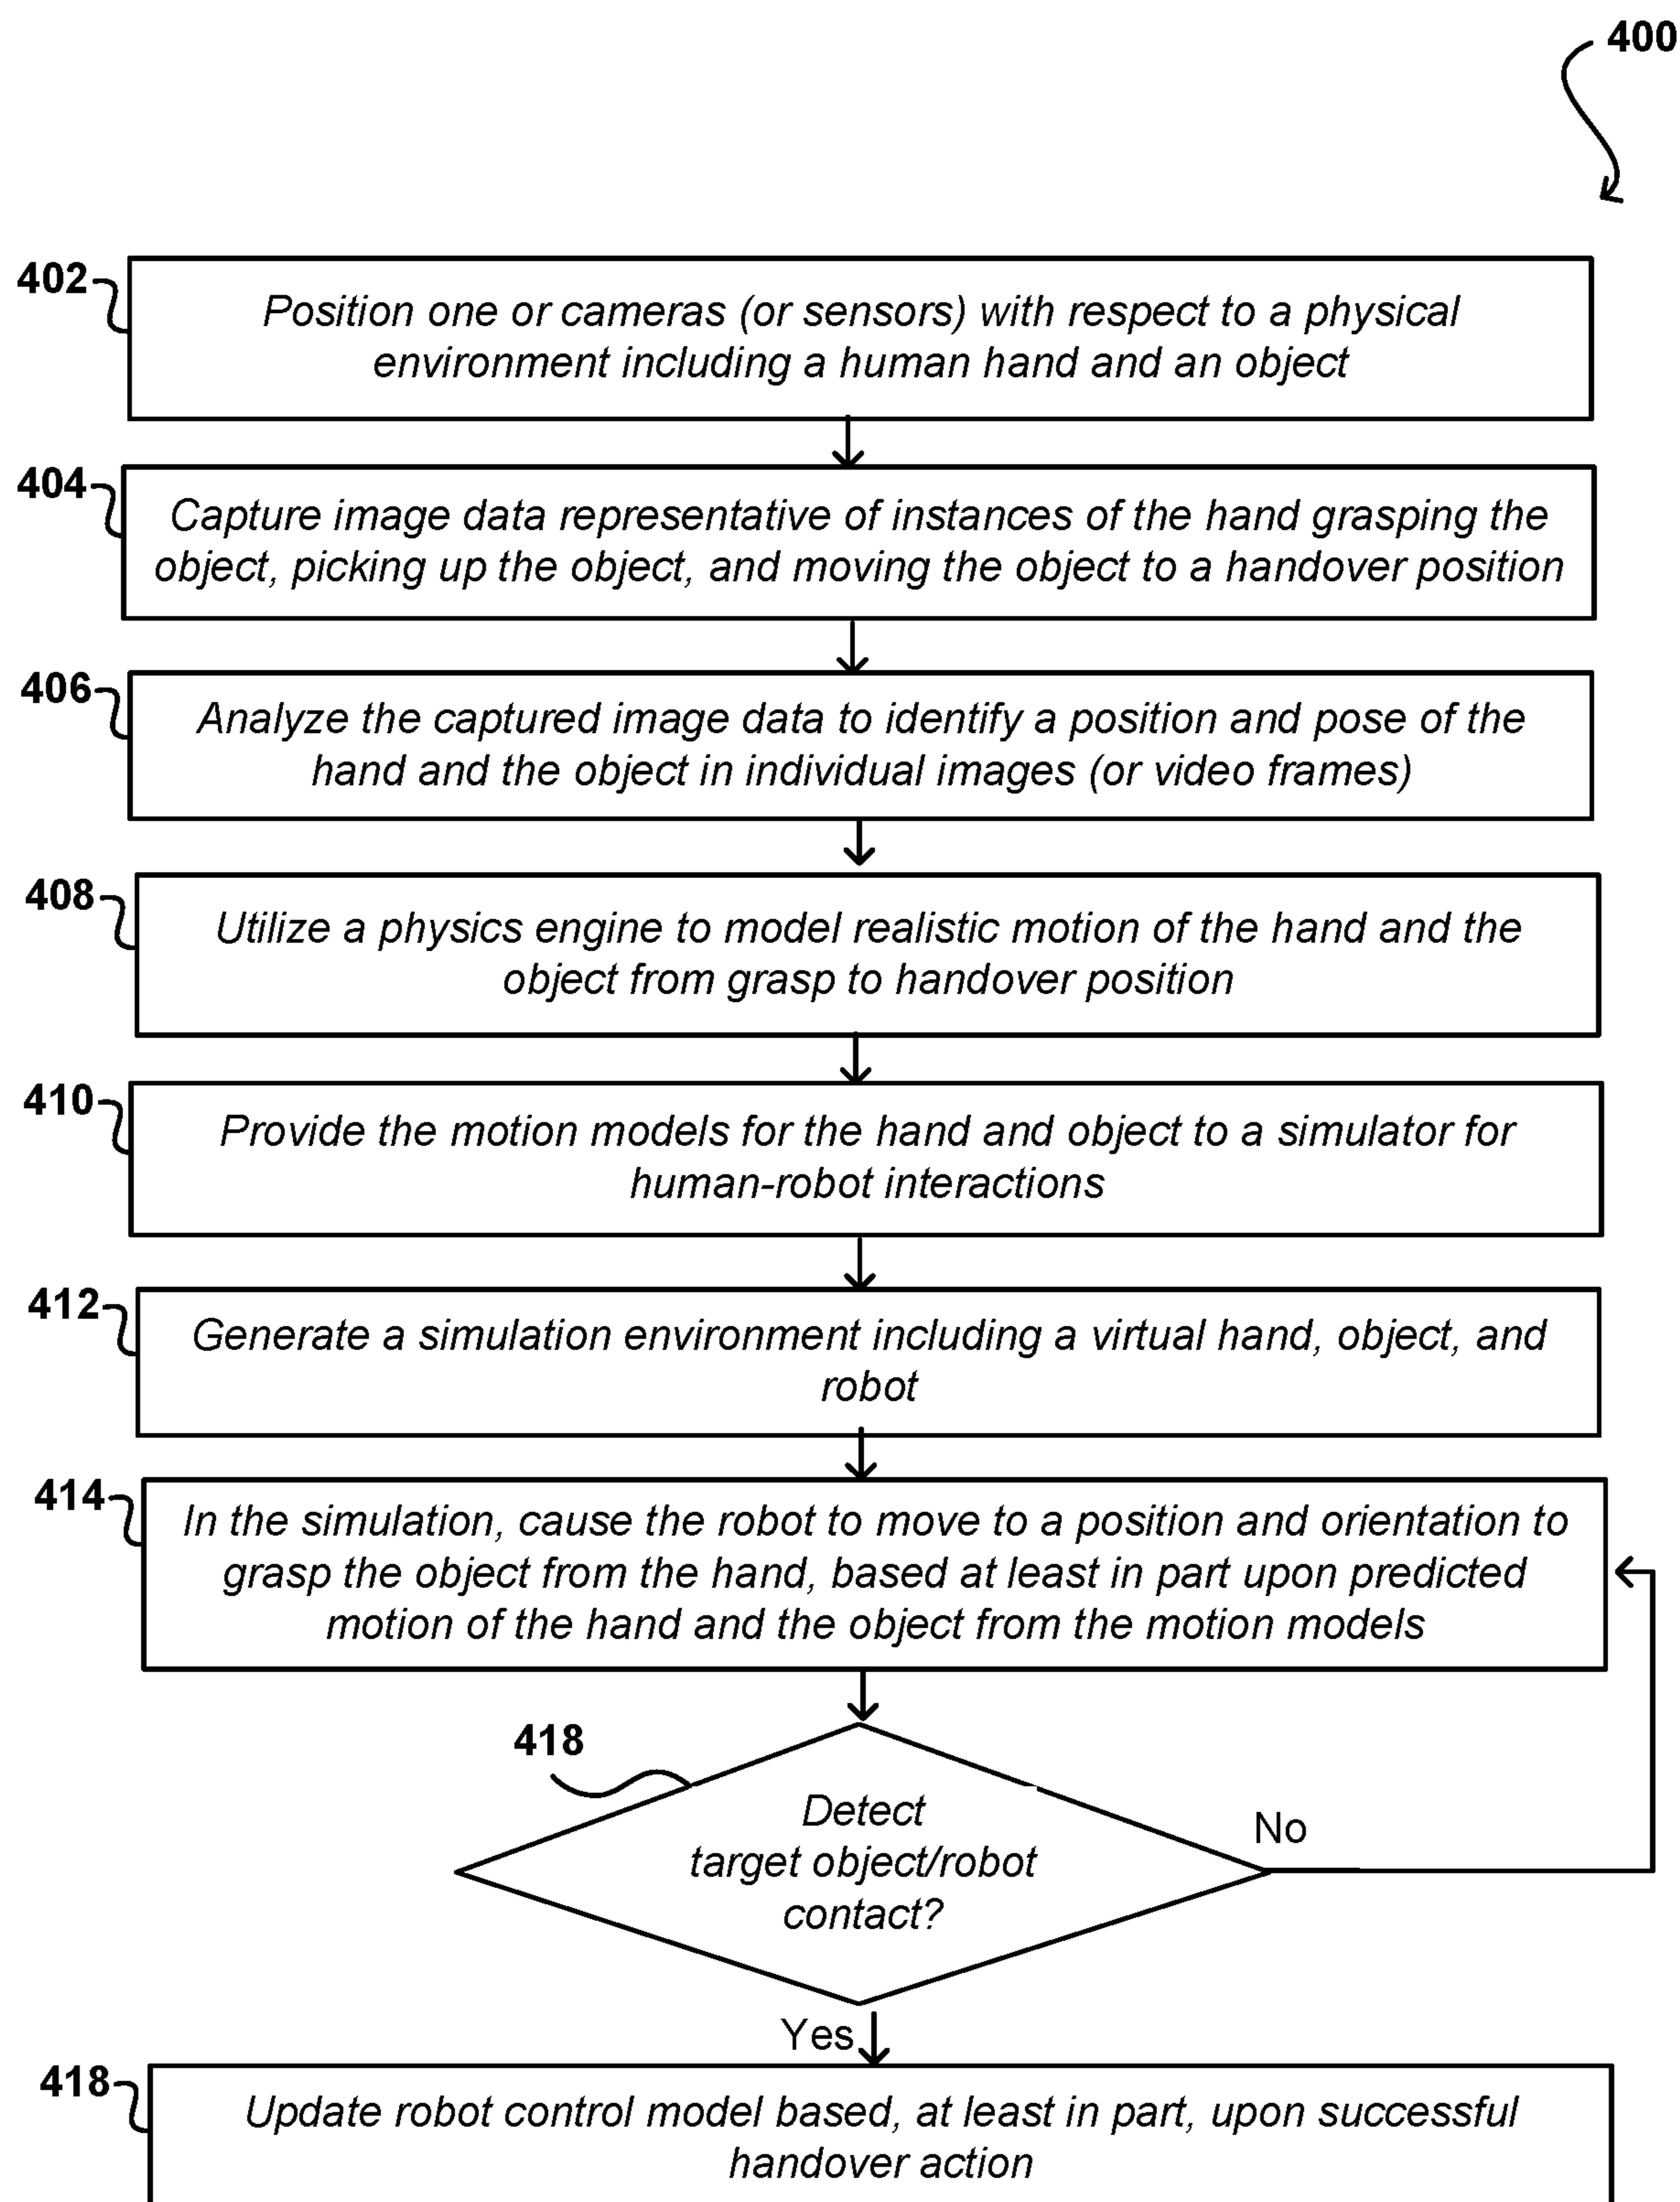 400
402
Position one or cameras (or sensors) with respect to a physical
environment including a human hand and an object
404
Capture image data representative of instances of the hand grasping the
object, picking up the object, and moving the object to a handover position
406
Analyze the captured image data to identify a position and pose of the
hand and the object in individual images (or video frames)
408
Utilize a physics engine to model realistic motion of the hand and the
object from grasp to handover position
410
Provide the motion models for the hand and object to a simulator for
human-robot interactions
412
Generate a simulation environment including a virtual hand, object, and
robot
414
In the simulation, cause the robot to move to a position and orientation to
grasp the object from the hand, based at least in part upon predicted
motion of the hand and the object from the motion models
418
Detect
target object/robot
contact?
No
Yes
418
Update robot control model based, at least in part, upon successful
handover action